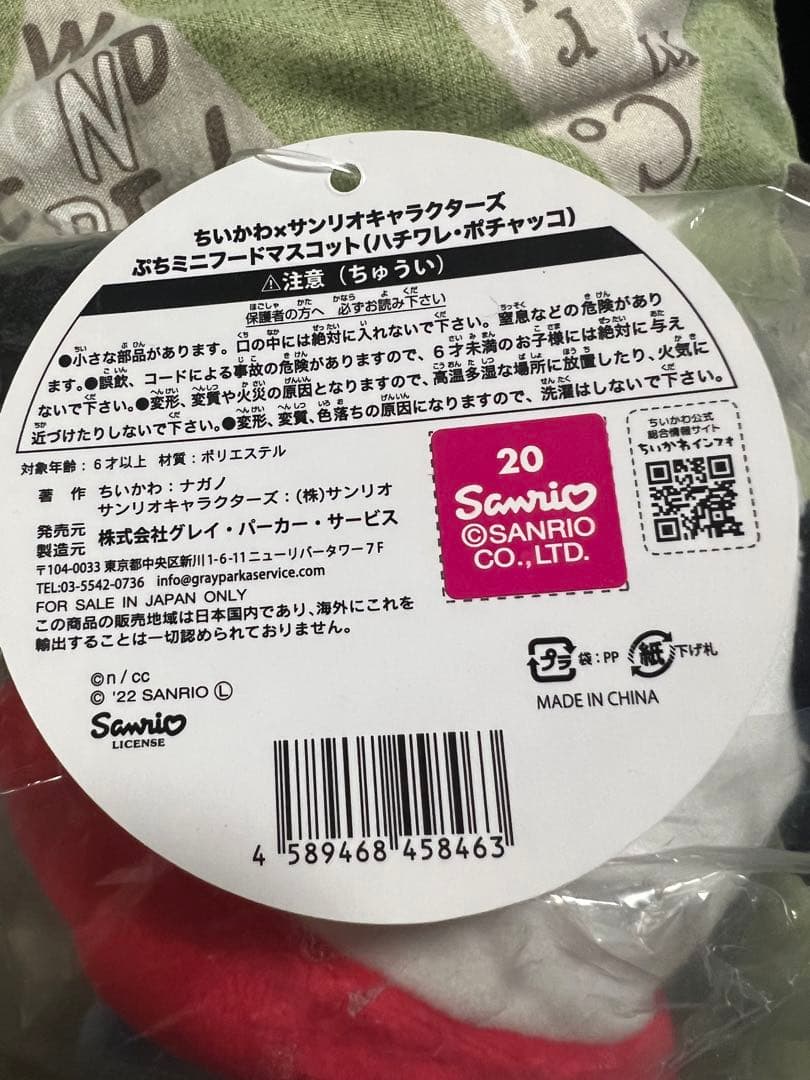 ちいかわ×サンリオキャラクターズ
ぷちミニフードマスコット(ハチワレ・ポチャッコ)
⚠注意(ちゅうい)
保護者の方へ 必ずお読み下さい
●小さな部品があります。口の中には絶対に入れないで下さい。窒息などの危険があり
ます。●誤飲、コードによる事故の危険がありますので、6才未満のお子様には絶対に与え
ないで下さい。●変形、変質や火災の原因となりますので、高温多湿な場所に放置したり、火気に
近づけたりしないで下さい。●変形、変質、色落ちの原因になりますので、洗濯はしないで下さい。
対象年齢:6才以上 材質:ポリエステル
著 作 ちいかわ:ナガノ
サンリオキャラクターズ:(株)サンリオ
発売元
製造元 株式会社グレイ・パーカー・サービス
〒104-0033 東京都中央区新川1-6-11ニューリバータワー7F
TEL:03-5542-0736 info@grayparkaservice.com
FOR SALE IN JAPAN ONLY
この商品の販売地域は日本国内であり、海外にこれを
輸出することは一切認められておりません。
20
Sanrio
©SANRIO
CO.,LTD.
ちいかわ公式
総合情報サイト
ちいかわインフォ
©n / cc
© '22 SANRIO Ⓛ
Sanrio
LICENSE
プラ 袋:PP 紙 下げ札
MADE IN CHINA
4 589468 458463